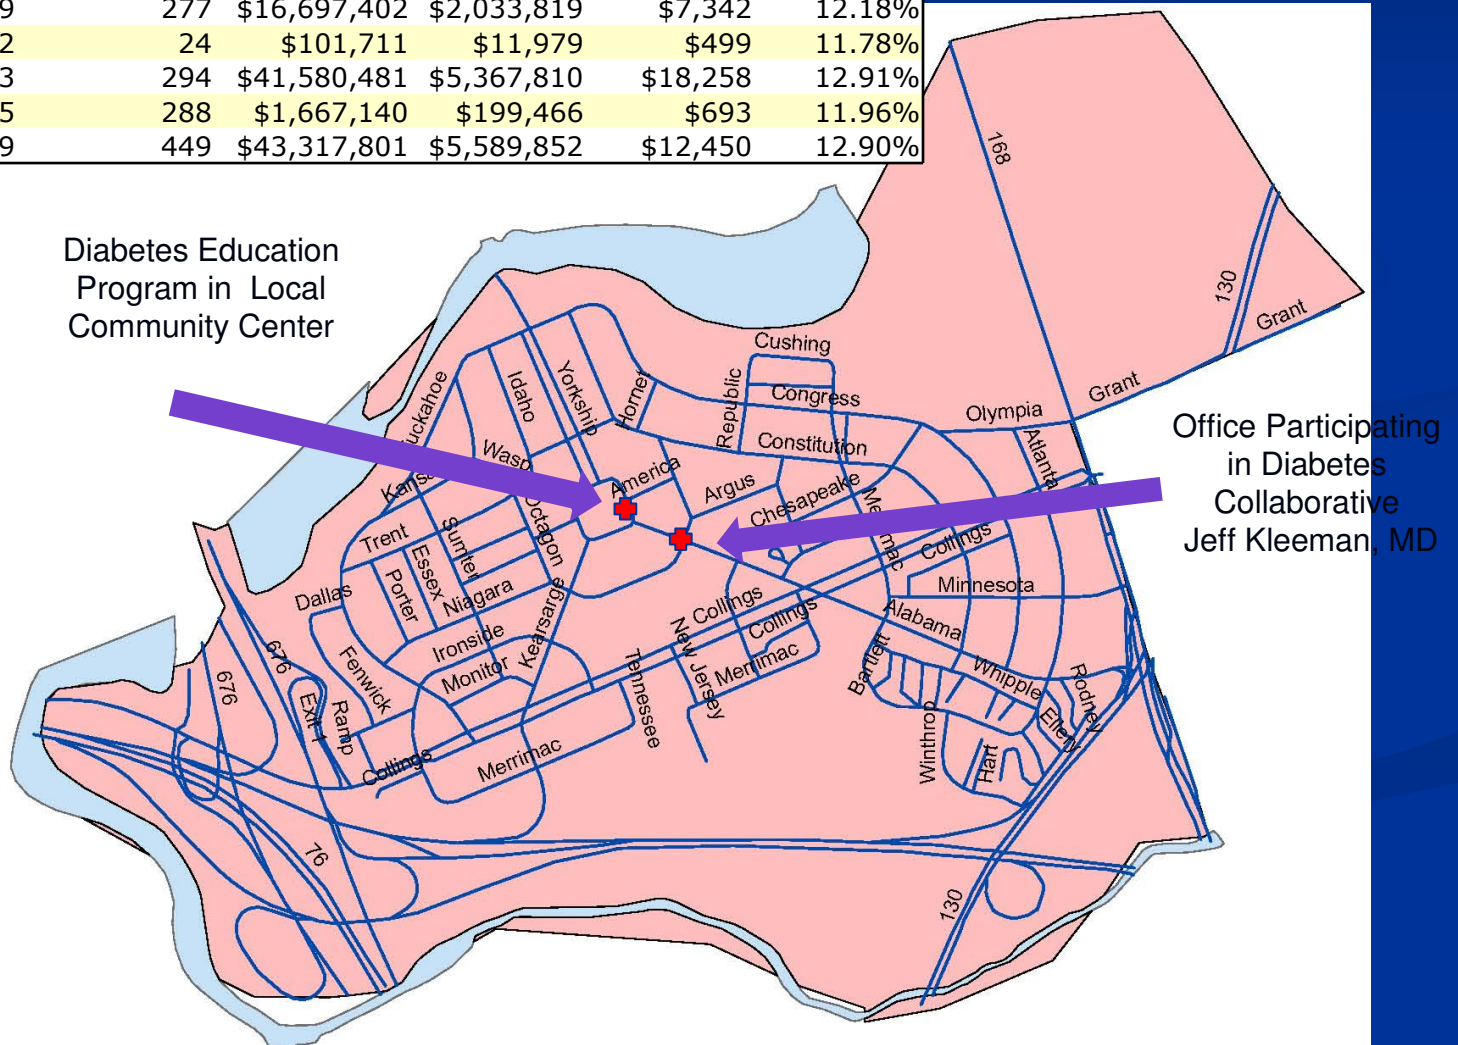 9 277 $16,697,402 $2,033,819 $7,342 12.18%
2 24 $101,711 $11,979 $499 11.78%
3 294 $41,580,481 $5,367,810 $18,258 12.91%
5 288 $1,667,140 $199,466 $693 11.96%
9 449 $43,317,801 $5,589,852 $12,450 12.90%
168
Diabetes Education
Program in Local
Community Center
130
Grant
Cushing
Grant
Idaho
Yorkship
Hornet
Republic
Congress
Olympia
Constitution
Atlanta
Office Participating
in Diabetes
Collaborative
Jeff Kleeman, MD
uckahoe
Wasp
Kans
America
Argus
Chesapeake
Octagon
Trent
Sumter
Essex
Porter
Niagara
Dallas
Collings
Minnesota
Kearsarge
Collings
Collings
Alabama
Ironside
Monitor
New Jersey
Merrimac
Bartlett
Whipple
Rodney
676
676
Fenwick
Exit 1
Ramp
Tennessee
Ellery
Winthrop
Hart
Collings
Merrimac
76
130